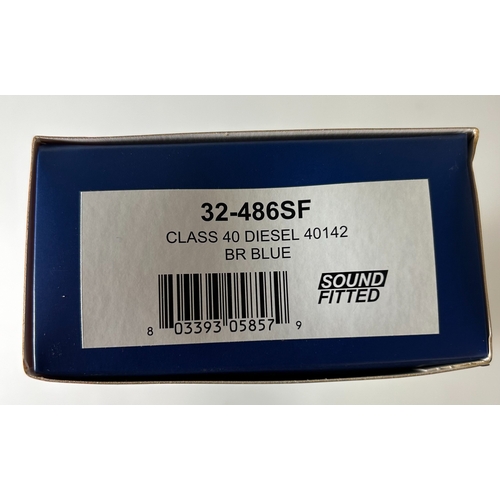 32-486SF
CLASS 40 DIESEL 40142
BR BLUE
SOUND
FITTED
8 03393 05857 9